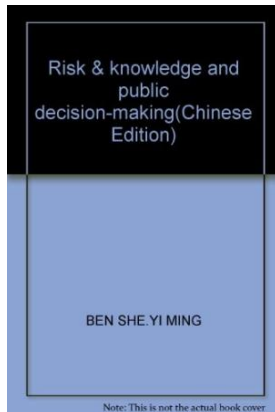 Risk & knowledge and
public
decision-making(Chinese
Edition)
BEN SHE.YI MING
Note: This is not the actual book cover